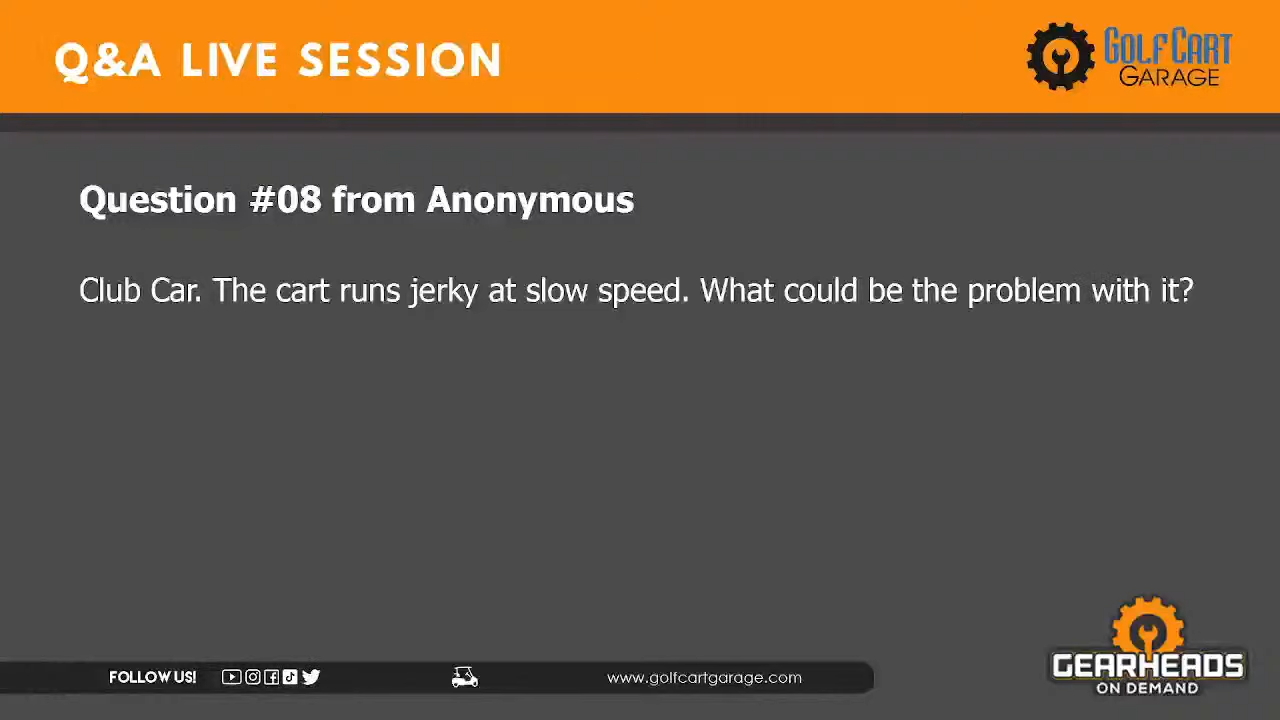 Q&A LIVE SESSION
GOLF CART
GARAGE
Question #08 from Anonymous
Club Car. The cart runs jerky at slow speed. What could be the problem with it?
GEARHEADS
ON DEMAND
FOLLOW US!
www.golfcartgarage.com